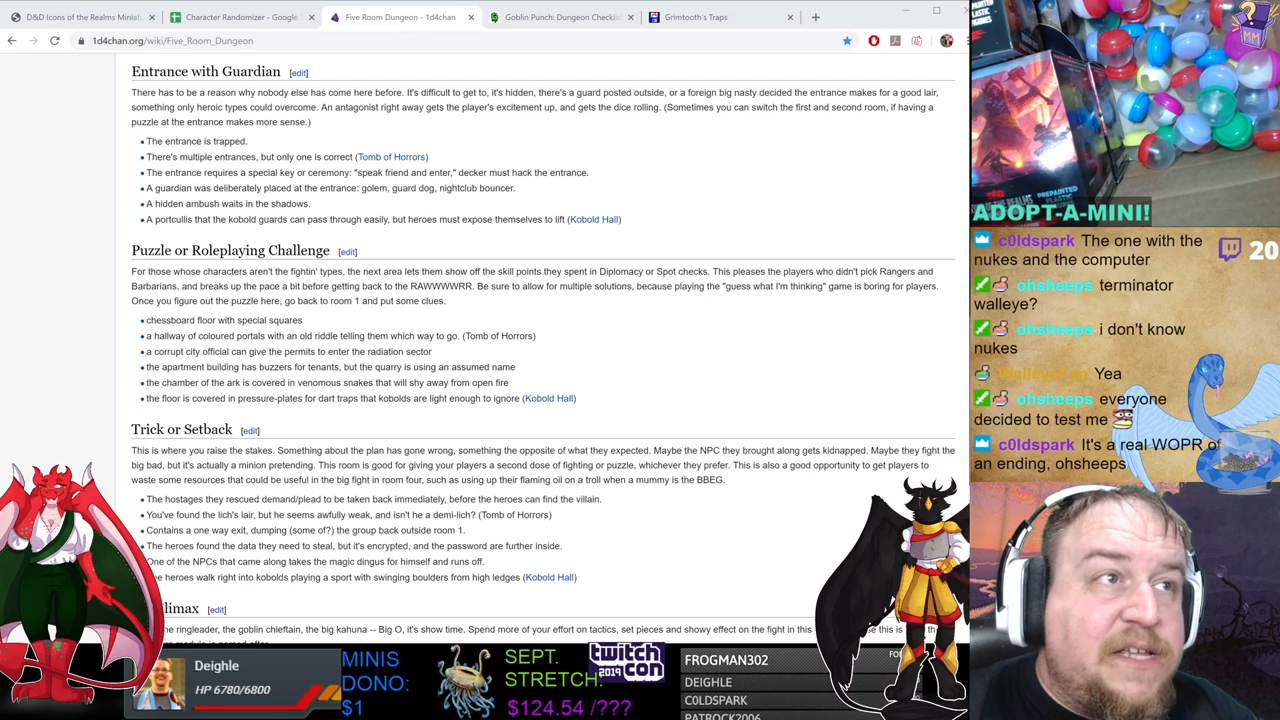 D&D Icons of the Realms Miniat
Character Randomizer - Google
Five Room Dungeon - 1d4chan
Goblin Punch: Dungeon Checklist
Grimtooth's Traps
1d4chan.org/wiki/Five_Room_Dungeon
Entrance with Guardian [edit]
There has to be a reason why nobody else has come here before. It's difficult to get to, it's hidden, there's a guard posted outside, or a foreign big nasty decided the entrance makes for a good lair,
something only heroic types could overcome. An antagonist right away gets the player's excitement up, and gets the dice rolling. (Sometimes you can switch the first and second room, if having a
puzzle at the entrance makes more sense.)
• The entrance is trapped.
• There's multiple entrances, but only one is correct (Tomb of Horrors)
• The entrance requires a special key or ceremony: "speak friend and enter," decker must hack the entrance.
• A guardian was deliberately placed at the entrance: golem, guard dog, nightclub bouncer.
• A hidden ambush waits in the shadows.
• A portcullis that the kobold guards can pass through easily, but heroes must expose themselves to lift (Kobold Hall)
Puzzle or Roleplaying Challenge [edit]
For those whose characters aren't the fightin' types, the next area lets them show off the skill points they spent in Diplomacy or Spot checks. This pleases the players who didn't pick Rangers and
Barbarians, and breaks up the pace a bit before getting back to the RAWWWWRR. Be sure to allow for multiple solutions, because playing the "guess what I'm thinking" game is boring for players.
Once you figure out the puzzle here, go back to room 1 and put some clues.
• chessboard floor with special squares
• a hallway of coloured portals with an old riddle telling them which way to go. (Tomb of Horrors)
• a corrupt city official can give the permits to enter the radiation sector
• the apartment building has buzzers for tenants, but the quarry is using an assumed name
• the chamber of the ark is covered in venomous snakes that will shy away from open fire
• the floor is covered in pressure-plates for dart traps that kobolds are light enough to ignore (Kobold Hall)
Trick or Setback [edit]
This is where you raise the stakes. Something about the plan has gone wrong, something the opposite of what they expected. Maybe the NPC they brought along gets kidnapped. Maybe they fight the
big bad, but it's actually a minion pretending. This room is good for giving your players a second dose of fighting or puzzle, whichever they prefer. This is also a good opportunity to get players to
waste some resources that could be useful in the big fight in room four, such as using up their flaming oil on a troll when a mummy is the BBEG.
• The hostages they rescued demand/plead to be taken back immediately, before the heroes can find the villain.
• You've found the lich's lair, but he seems awfully weak, and isn't he a demi-lich? (Tomb of Horrors)
• Contains a one way exit, dumping (some of?) the group back outside room 1.
• The heroes found the data they need to steal, but it's encrypted, and the password are further inside.
One of the NPCs that came along takes the magic dingus for himself and runs off.
heroes walk right into kobolds playing a sport with swinging boulders from high ledges (Kobold Hall)
limax [edit]
he ringleader, the goblin chieftain, the big kahuna -- Big O, it's show time. Spend more of your effort on tactics, set pieces and showy effect on the fight in this
MM
PREPAINTED
PLASTIC
ADOPT-A-MINI!
c0ldspark The one with the
nukes and the computer
20
ohsheeps terminator
walleye?
ohsheeps i don't know
nukes
Yea
ohsheeps everyone
decided to test me
c0ldspark It's a real WOPR of
an ending, ohsheeps
Deighle
HP 6780/6800
MINIS
DONO:
$1
SEPT.
STRETCH:
$124.54 /???
twitch
con
2019
FROGMAN302
DEIGHLE
C0LDSPARK
PATROCK2006